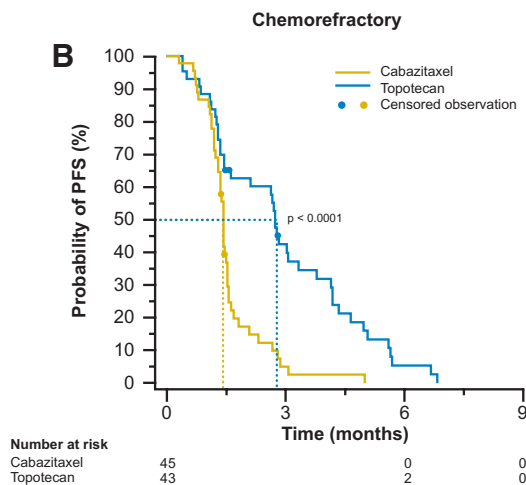 Chemorefractory
B
Cabazitaxel
Topotecan
Censored observation
p < 0.0001
Probability of PFS (%)
100
90
80
70
60
50
40
30
20
10
0
0 3 6 9
Time (months)
Number at risk
Cabazitaxel 45 0 0
Topotecan 43 2 0